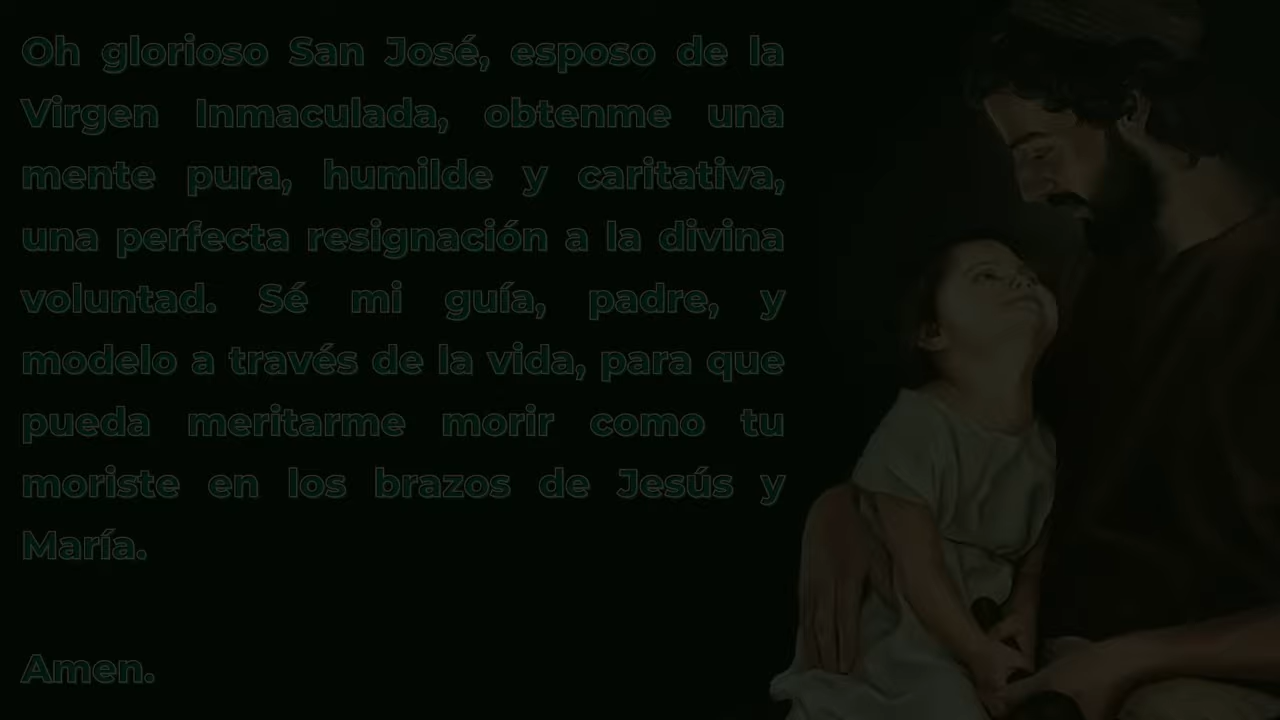 Oh glorioso San José, esposo de la
Virgen Inmaculada, obtenme una
mente pura, humilde y caritativa,
una perfecta resignación a la divina
voluntad. Sé mi guía, padre, y
modelo a través de la vida, para que
pueda meritarme morir como tu
moriste en los brazos de Jesús y
María.
Amen.